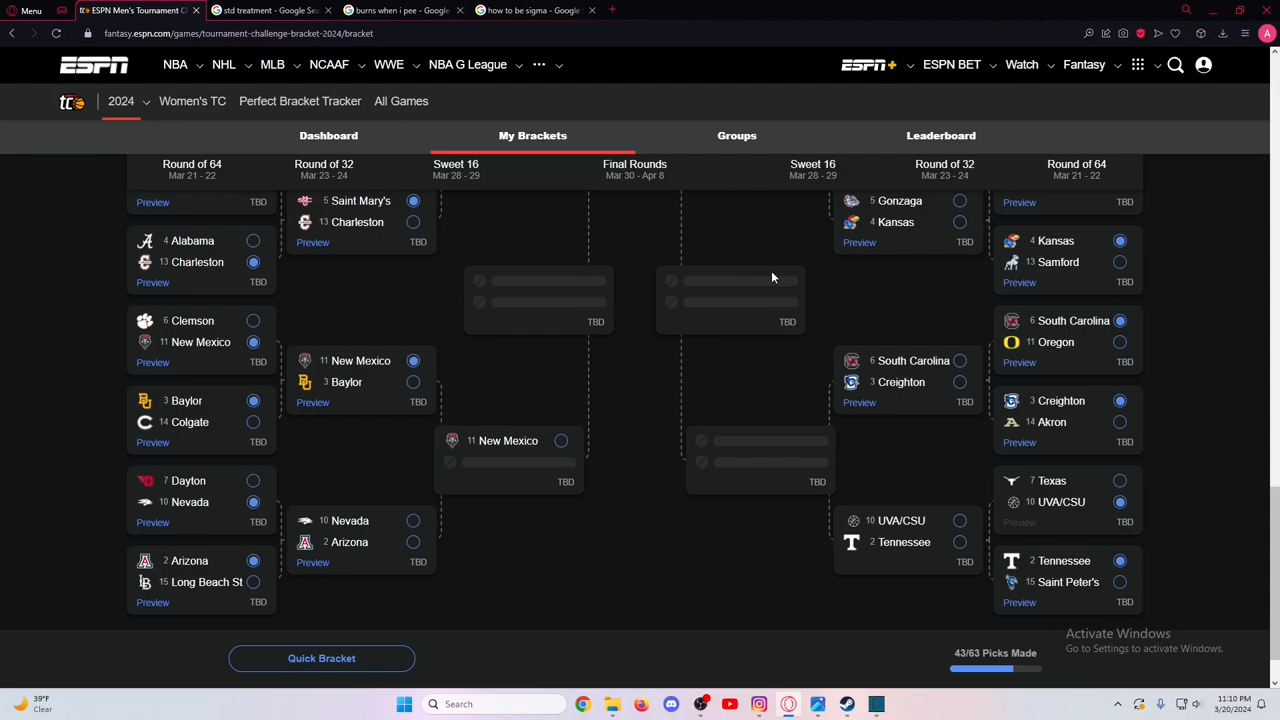 Menu
ESPN Men's Tournament C
std treatment - Google Sea
burns when i pee - Google
how to be sigma - Google
fantasy.espn.com/games/tournament-challenge-bracket-2024/bracket
A
ESPN NBA NHL MLB NCAAF WWE NBA G League ESPN+ ESPN BET Watch Fantasy
tc 2024 Women's TC Perfect Bracket Tracker All Games
Dashboard My Brackets Groups Leaderboard
Round of 64 Round of 32 Sweet 16 Final Rounds Sweet 16 Round of 32 Round of 64
Mar 21 - 22 Mar 23 - 24 Mar 28 - 29 Mar 30 - Apr 8 Mar 28 - 29 Mar 23 - 24 Mar 21 - 22
Preview TBD
4 Alabama
13 Charleston
Preview TBD
6 Clemson
11 New Mexico
Preview TBD
3 Baylor
14 Colgate
Preview TBD
7 Dayton
10 Nevada
Preview TBD
2 Arizona
15 Long Beach St
Preview TBD
5 Saint Mary's
13 Charleston
Preview TBD
11 New Mexico
3 Baylor
Preview TBD
10 Nevada
2 Arizona
Preview TBD
TBD
11 New Mexico
TBD
TBD
TBD
5 Gonzaga
4 Kansas
Preview TBD
6 South Carolina
3 Creighton
Preview TBD
10 UVA/CSU
2 Tennessee
TBD
Preview TBD
4 Kansas
13 Samford
Preview TBD
6 South Carolina
11 Oregon
Preview TBD
3 Creighton
14 Akron
Preview TBD
7 Texas
10 UVA/CSU
Preview TBD
2 Tennessee
15 Saint Peter's
Preview TBD
Activate Windows
Go to Settings to activate Windows.
Quick Bracket
43/63 Picks Made
39°F
Clear
Search
11:10 PM
3/20/2024